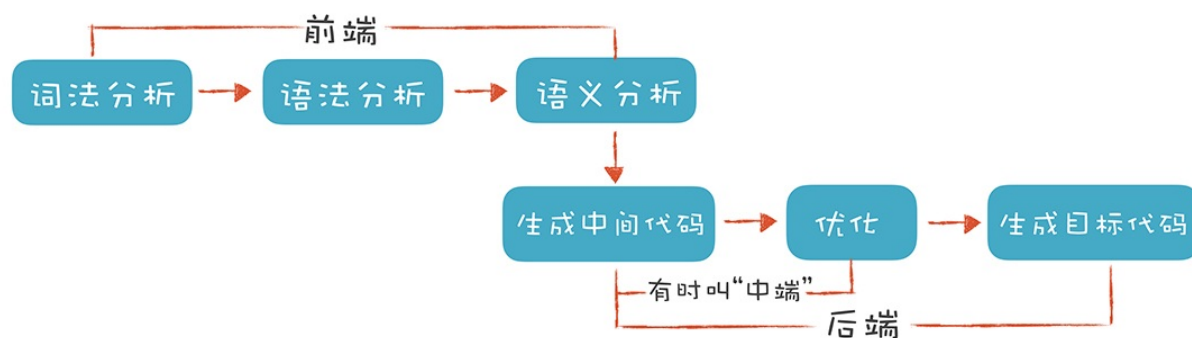 前端
词法分析
语法分析
语义分析
生成中间代码
优化
生成目标代码
有时叫“中端”
后端